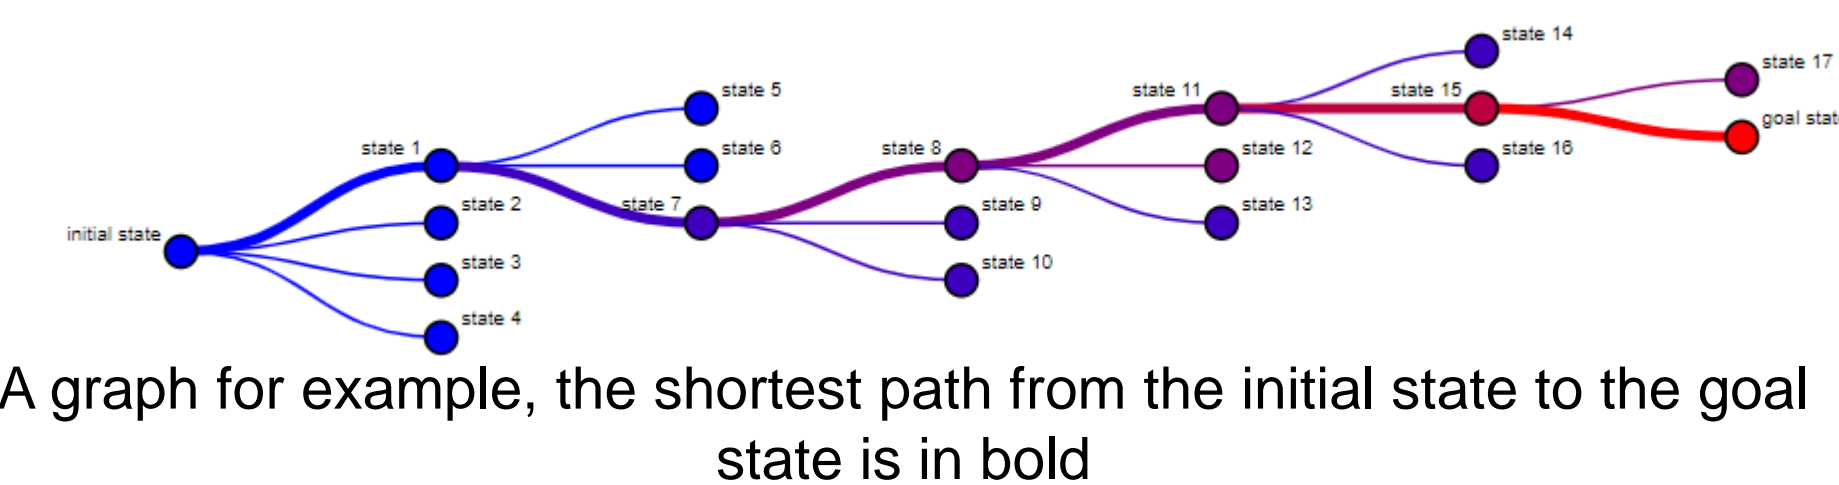 state 14
state 17
state 5
state 11
state 15
goal stat
state 1
state 6
state 8
state 12
state 16
state 2
state 7
state 9
state 13
initial state
state 3
state 10
state 4
A graph for example, the shortest path from the initial state to the goal
state is in bold